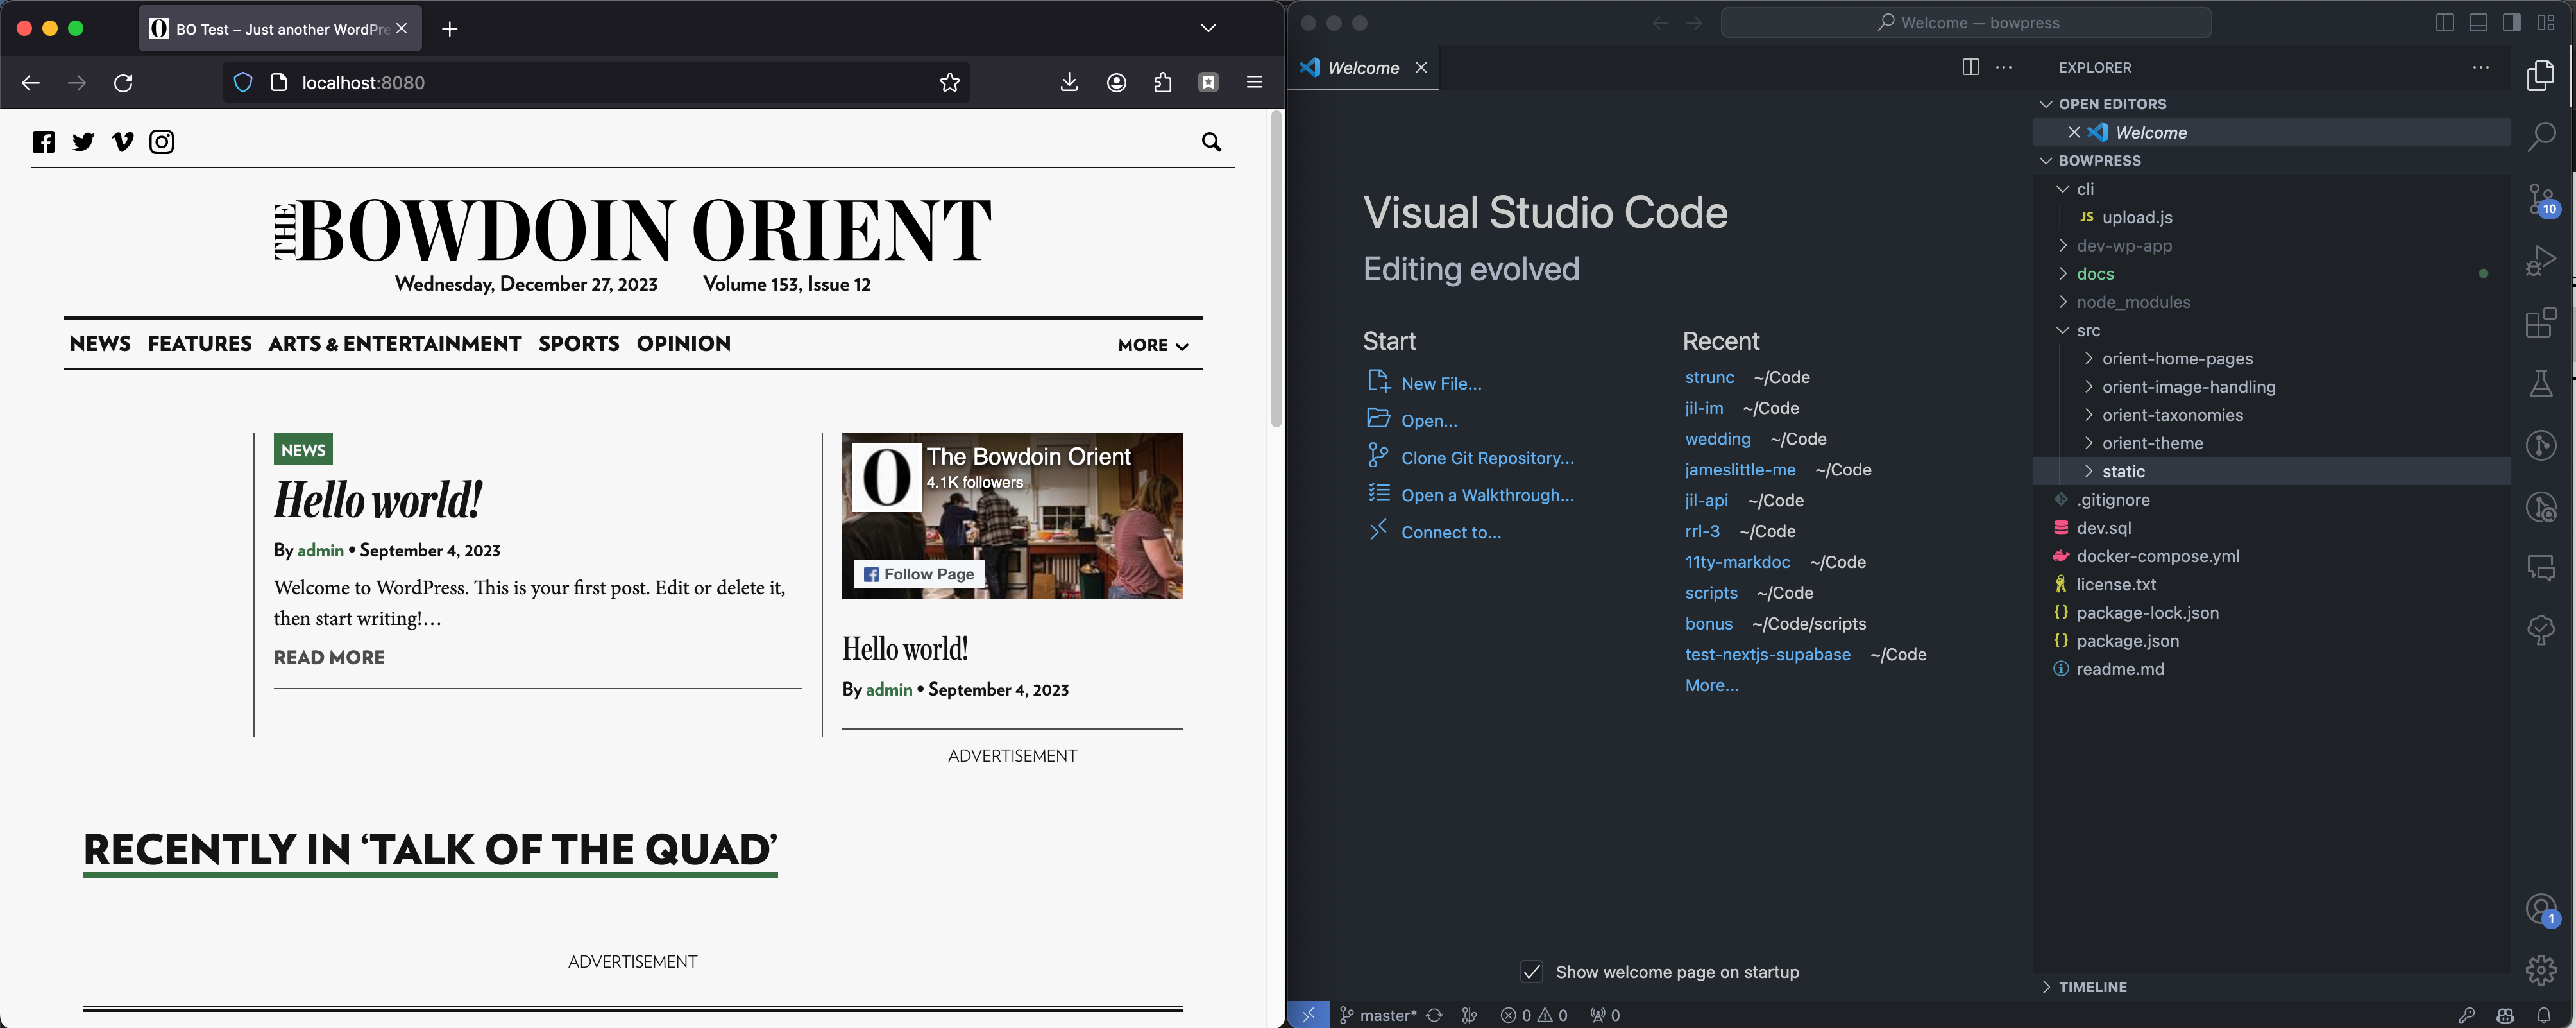 BO Test – Just another WordPre
localhost:8080
THE BOWDOIN ORIENT
Wednesday, December 27, 2023 Volume 153, Issue 12
NEWS FEATURES ARTS & ENTERTAINMENT SPORTS OPINION MORE
NEWS
Hello world!
By admin • September 4, 2023
Welcome to WordPress. This is your first post. Edit or delete it,
then start writing!…
READ MORE
O
The Bowdoin Orient
4.1K followers
Follow Page
Hello world!
By admin • September 4, 2023
ADVERTISEMENT
RECENTLY IN ‘TALK OF THE QUAD’
ADVERTISEMENT
Welcome — bowpress
Welcome
Visual Studio Code
Editing evolved
Start
New File...
Open...
Clone Git Repository...
Open a Walkthrough...
Connect to...
Recent
strunc ~/Code
jil-im ~/Code
wedding ~/Code
jameslittle-me ~/Code
jil-api ~/Code
rrl-3 ~/Code
11ty-markdoc ~/Code
scripts ~/Code
bonus ~/Code/scripts
test-nextjs-supabase ~/Code
More...
Show welcome page on startup
EXPLORER
OPEN EDITORS
Welcome
BOWPRESS
cli
JS upload.js
dev-wp-app
docs
node_modules
src
orient-home-pages
orient-image-handling
orient-taxonomies
orient-theme
static
.gitignore
dev.sql
docker-compose.yml
license.txt
package-lock.json
package.json
readme.md
TIMELINE
10
1
master* 0 0 0